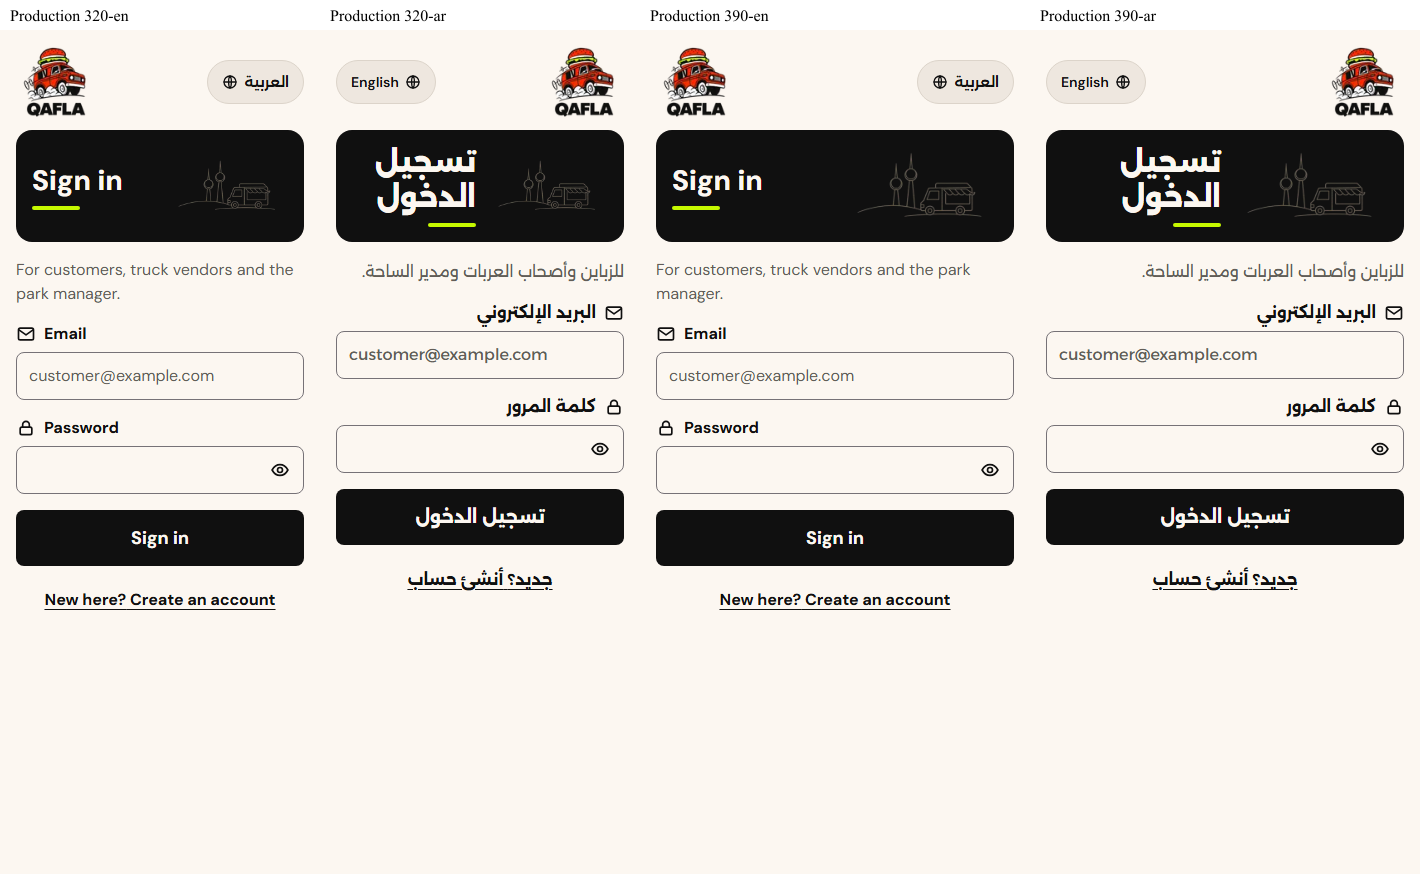 Production 320-en
QAFLA
العربية
Sign in
For customers, truck vendors and the
park manager.
Email
customer@example.com
Password
Sign in
New here? Create an account
Production 320-ar
English
QAFLA
تسجيل
الدخول
للزباين وأصحاب العربات ومدير الساحة.
البريد الإلكتروني
customer@example.com
كلمة المرور
تسجيل الدخول
جديد؟ أنشئ حساب
Production 390-en
QAFLA
العربية
Sign in
For customers, truck vendors and the park
manager.
Email
customer@example.com
Password
Sign in
New here? Create an account
Production 390-ar
English
QAFLA
تسجيل
الدخول
للزباين وأصحاب العربات ومدير الساحة.
البريد الإلكتروني
customer@example.com
كلمة المرور
تسجيل الدخول
جديد؟ أنشئ حساب